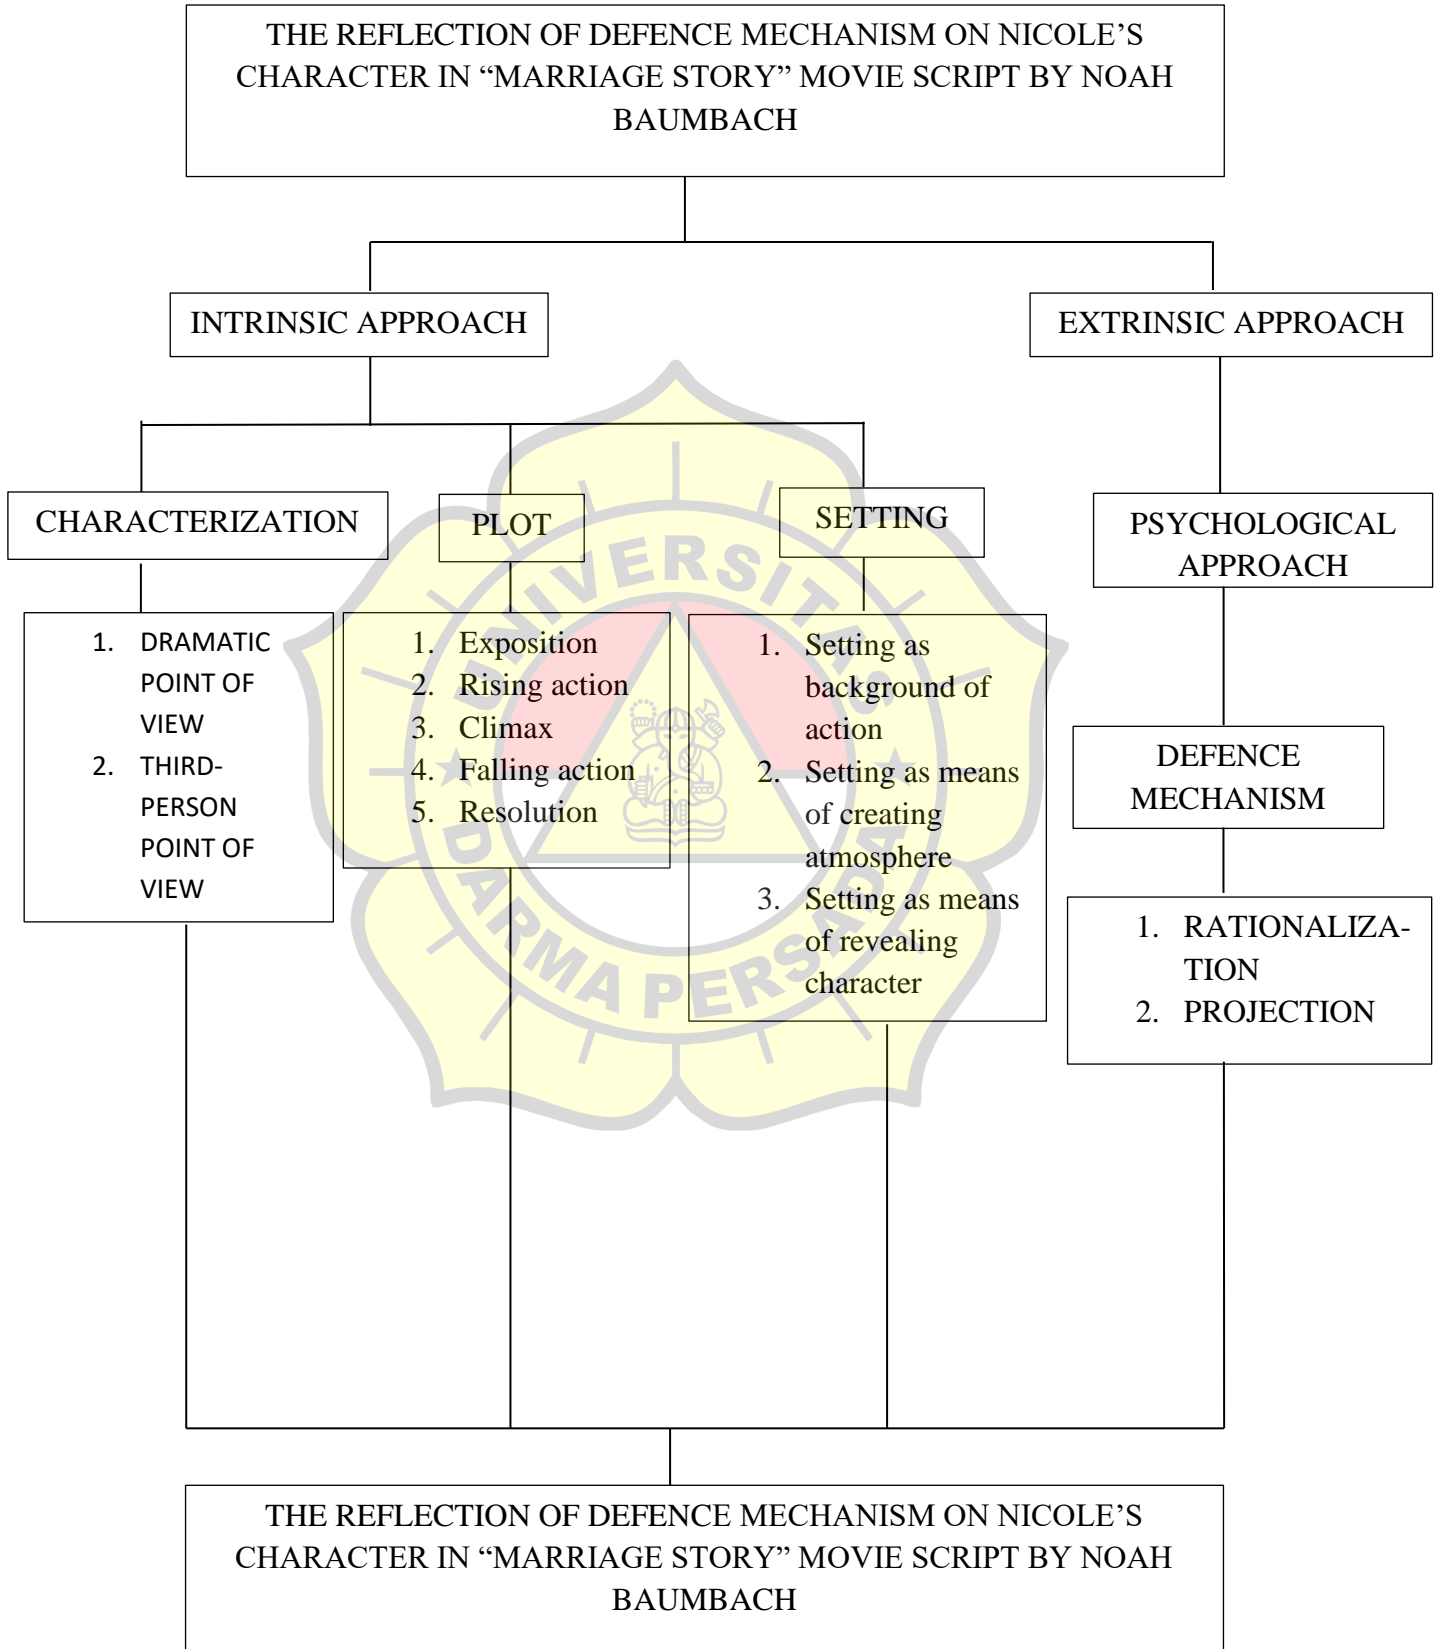 THE REFLECTION OF DEFENCE MECHANISM ON NICOLE’S
CHARACTER IN “MARRIAGE STORY” MOVIE SCRIPT BY NOAH
BAUMBACH
INTRINSIC APPROACH
EXTRINSIC APPROACH
CHARACTERIZATION
PLOT
SETTING
PSYCHOLOGICAL
APPROACH
1. DRAMATIC
POINT OF
VIEW
2. THIRD-
PERSON
POINT OF
VIEW
1. Exposition
2. Rising action
3. Climax
4. Falling action
5. Resolution
1. Setting as
background of
action
2. Setting as means
of creating
atmosphere
3. Setting as means
of revealing
character
DEFENCE
MECHANISM
1. RATIONALIZA-
TION
2. PROJECTION
UNIVERSITAS
DARMA PERSADA
THE REFLECTION OF DEFENCE MECHANISM ON NICOLE’S
CHARACTER IN “MARRIAGE STORY” MOVIE SCRIPT BY NOAH
BAUMBACH